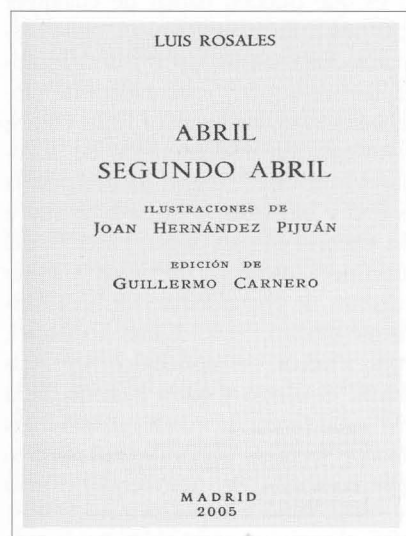 LUIS ROSALES
ABRIL
SEGUNDO ABRIL
ILUSTRACIONES DE
JOAN HERNÁNDEZ PIJUÁN
EDICIÓN DE
GUILLERMO CARNERO
MADRID
2005